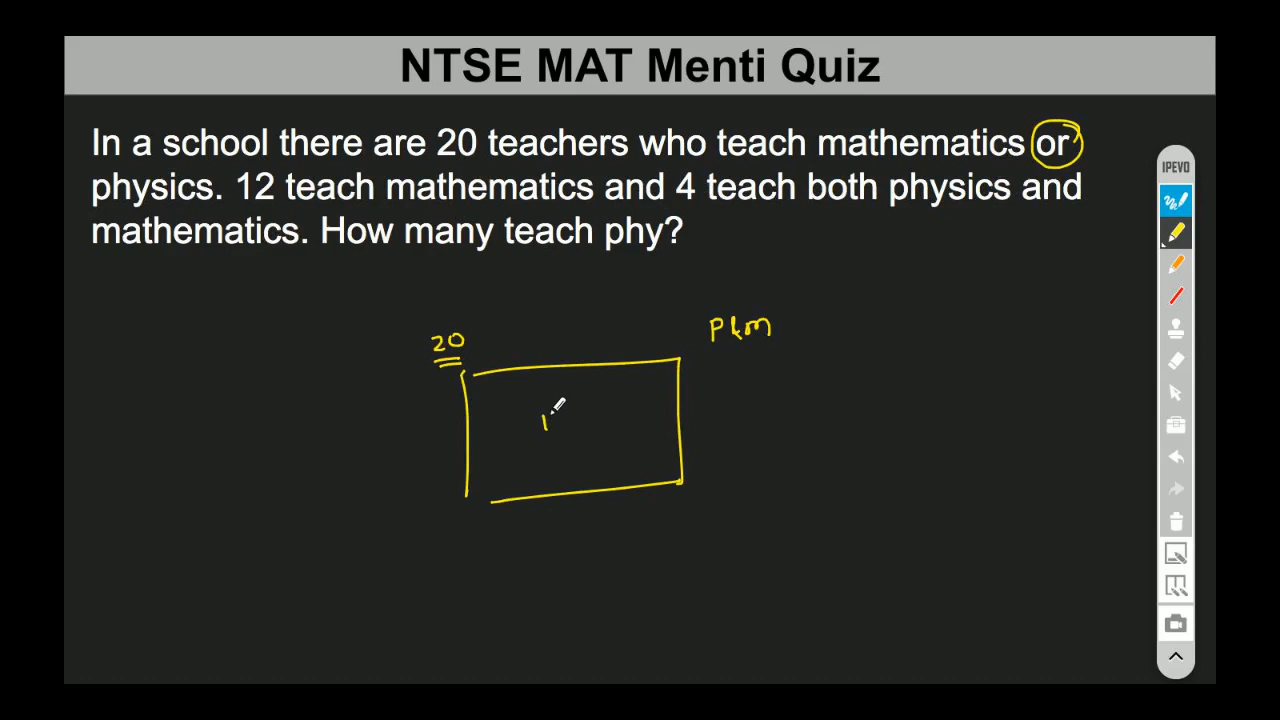 NTSE MAT Menti Quiz
In a school there are 20 teachers who teach mathematics or
physics. 12 teach mathematics and 4 teach both physics and
mathematics. How many teach phy?
20
P&m
IPEVO